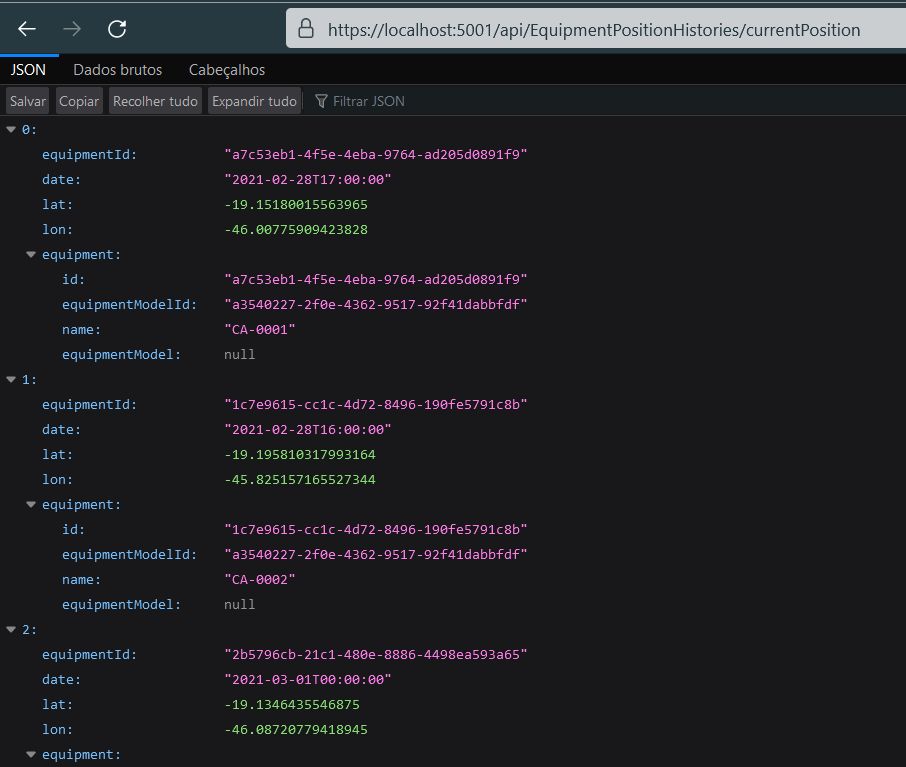 https://localhost:5001/api/EquipmentPositionHistories/currentPosition
JSON Dados brutos Cabeçalhos
Salvar Copiar Recolher tudo Expandir tudo Filtrar JSON
0:
equipmentId: "a7c53eb1-4f5e-4eba-9764-ad205d0891f9"
date: "2021-02-28T17:00:00"
lat: -19.15180015563965
lon: -46.00775909423828
equipment:
id: "a7c53eb1-4f5e-4eba-9764-ad205d0891f9"
equipmentModelId: "a3540227-2f0e-4362-9517-92f41dabbfdf"
name: "CA-0001"
equipmentModel: null
1:
equipmentId: "1c7e9615-cc1c-4d72-8496-190fe5791c8b"
date: "2021-02-28T16:00:00"
lat: -19.195810317993164
lon: -45.825157165527344
equipment:
id: "1c7e9615-cc1c-4d72-8496-190fe5791c8b"
equipmentModelId: "a3540227-2f0e-4362-9517-92f41dabbfdf"
name: "CA-0002"
equipmentModel: null
2:
equipmentId: "2b5796cb-21c1-480e-8886-4498ea593a65"
date: "2021-03-01T00:00:00"
lat: -19.1346435546875
lon: -46.08720779418945
equipment: